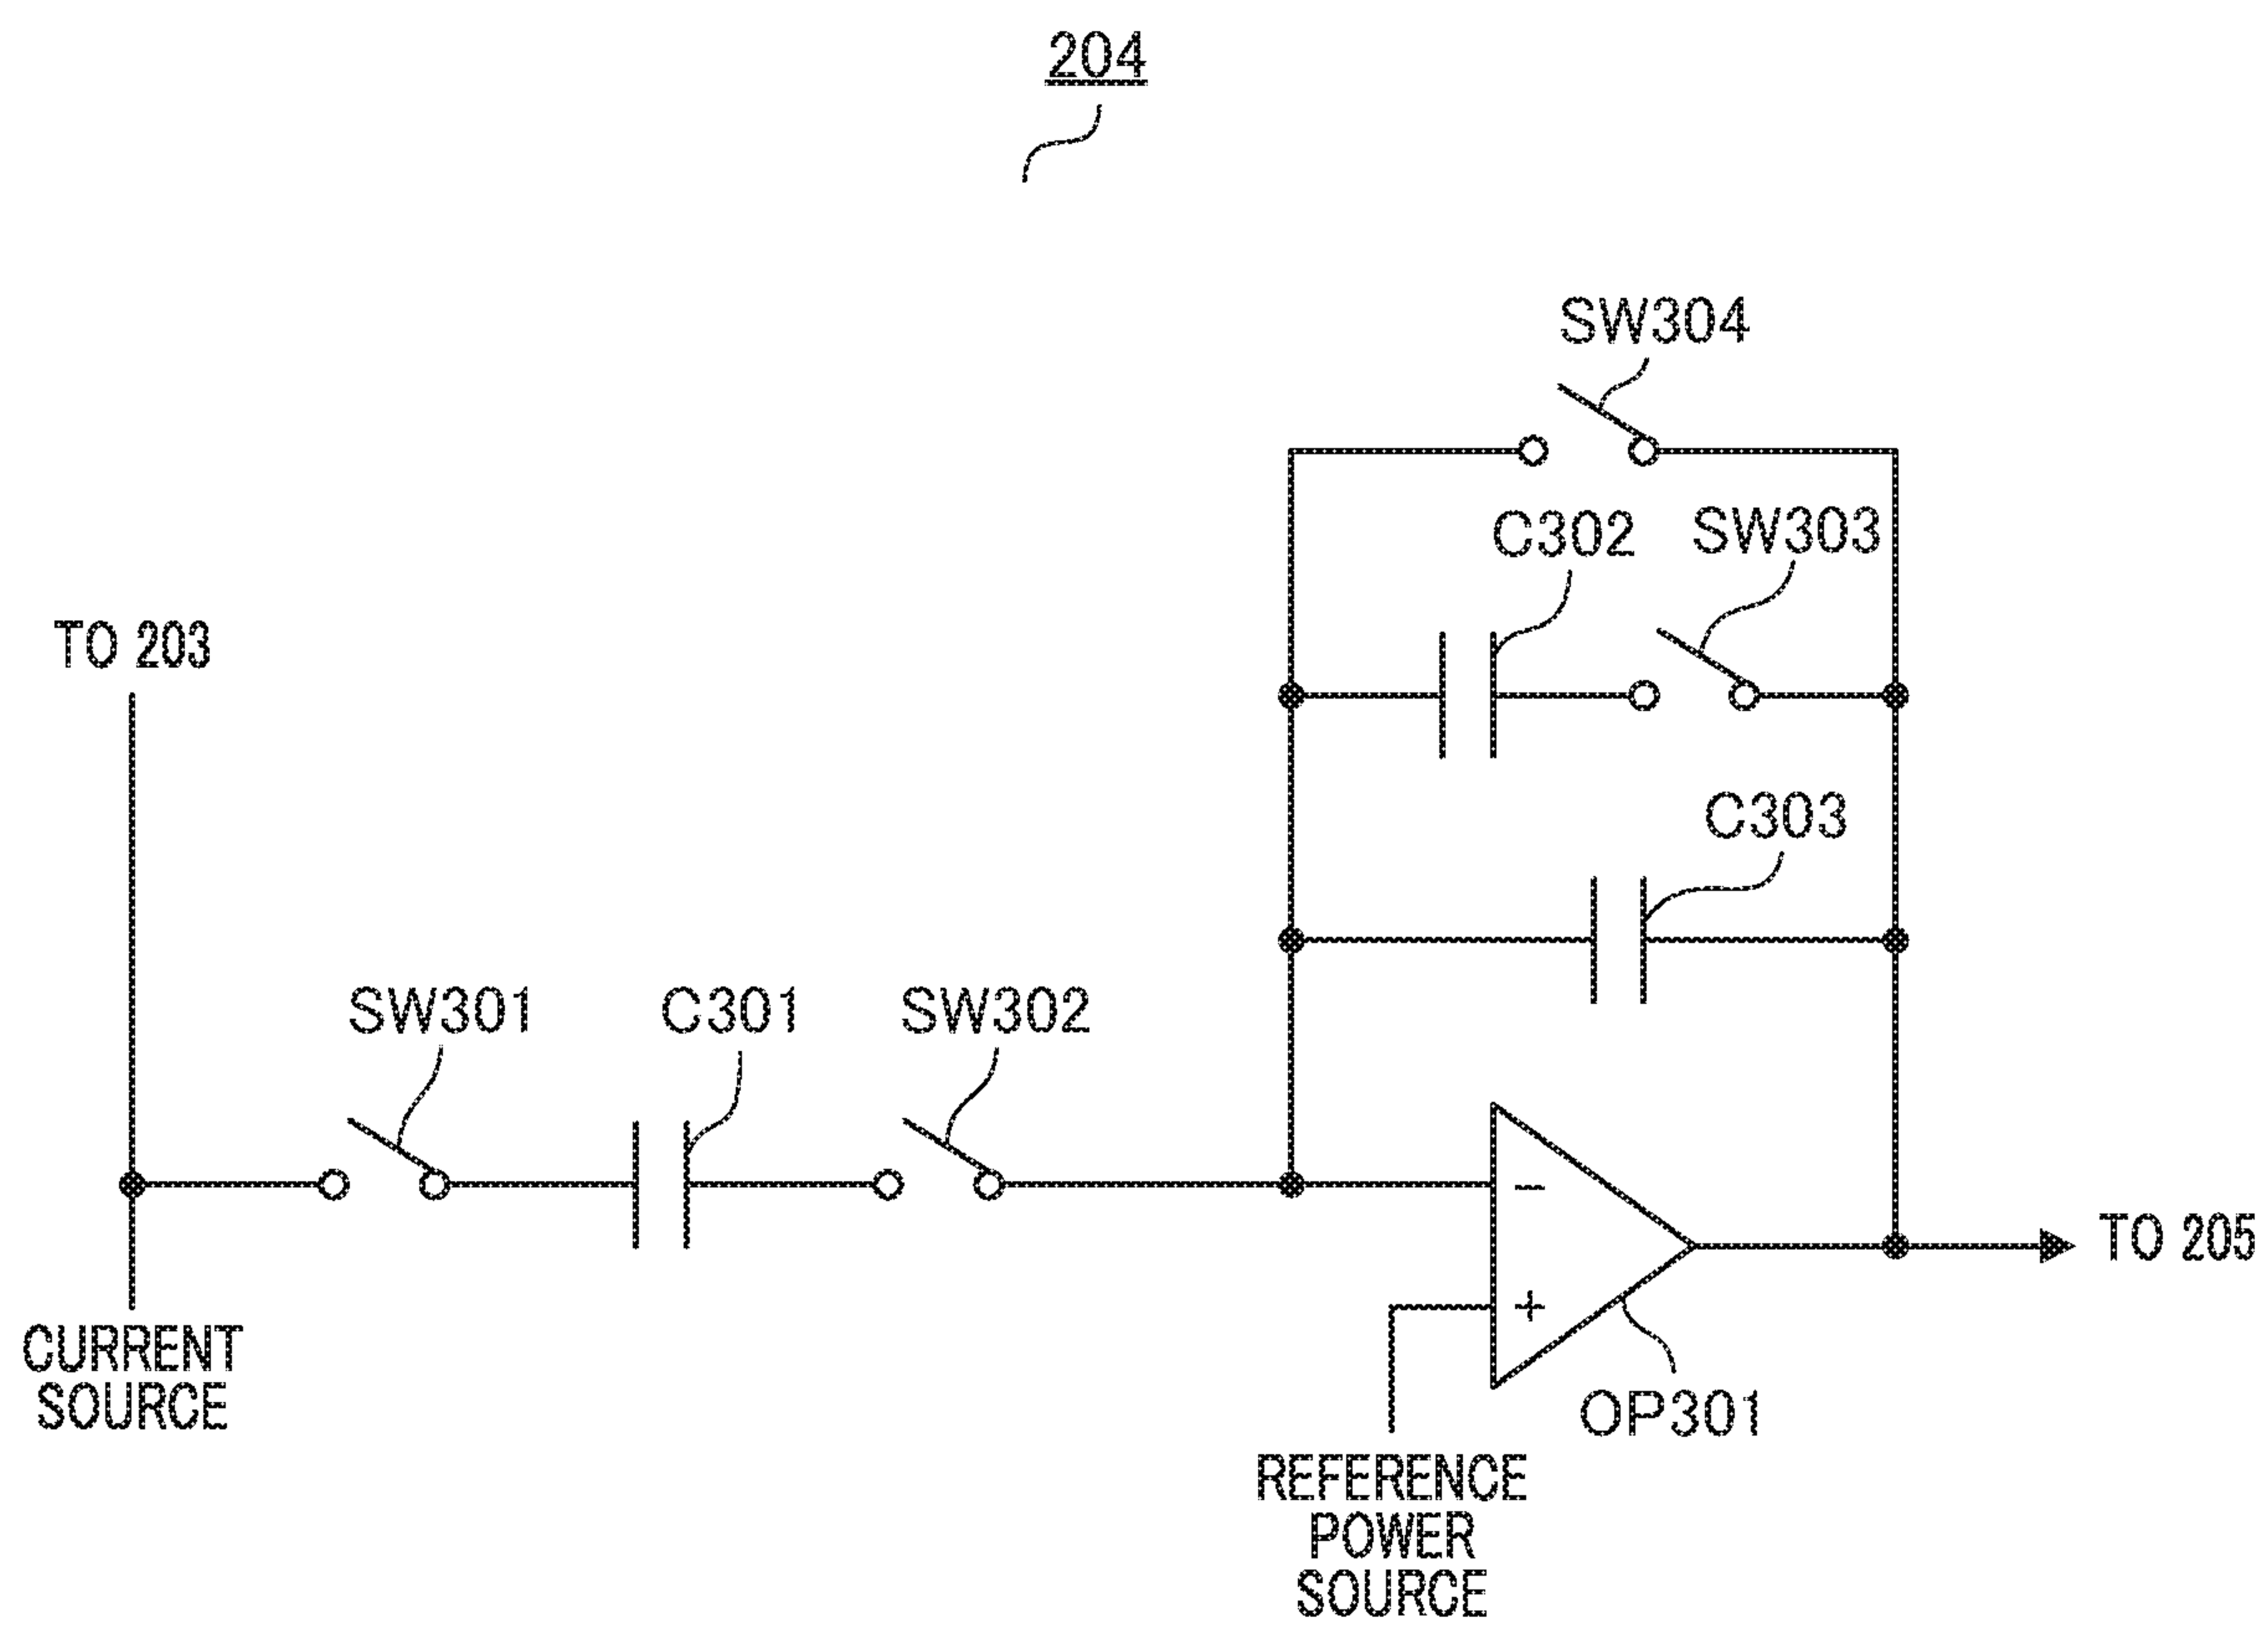 204
SW304
C302
SW303
TO 203
C303
SW301
C301
SW302
−
+
TO 205
CURRENT
SOURCE
OP301
REFERENCE
POWER
SOURCE